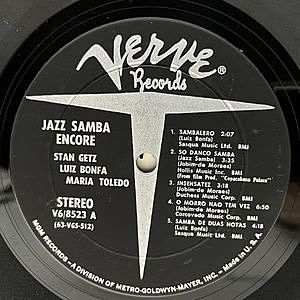 Verve®
Records
JAZZ SAMBA
ENCORE
STAN GETZ
LUIZ BONFA
MARIA TOLEDO
STEREO
V6/8523 A
(63-VGS-512)
1. SAMBALERO 2:07
(Luiz Bonfa)
Sasqua Music Ltd. BMI
2. SO DANCO SAMBA
(Jazz Samba) 3:35
(Jobim-de Moraes)
Hollis Music Inc. BMI
(From film Prod. "Copacabana Palace")
3. INSENSATEZ 4:18
(Jobim-de Moraes)
Duchess Music Corp. BMI
4. O MORRO NAO TEM VEZ 6:50
(Jobim-de Moraes)
Corcovado Music Corp. BMI
5. SAMBA DE DUAS NOTAS 4:18
(Luiz Bonfa)
Sasqua Music Ltd. BMI
MGM RECORDS - A DIVISION OF METRO-GOLDWYN-MAYER, INC. - Made in U. S. A.